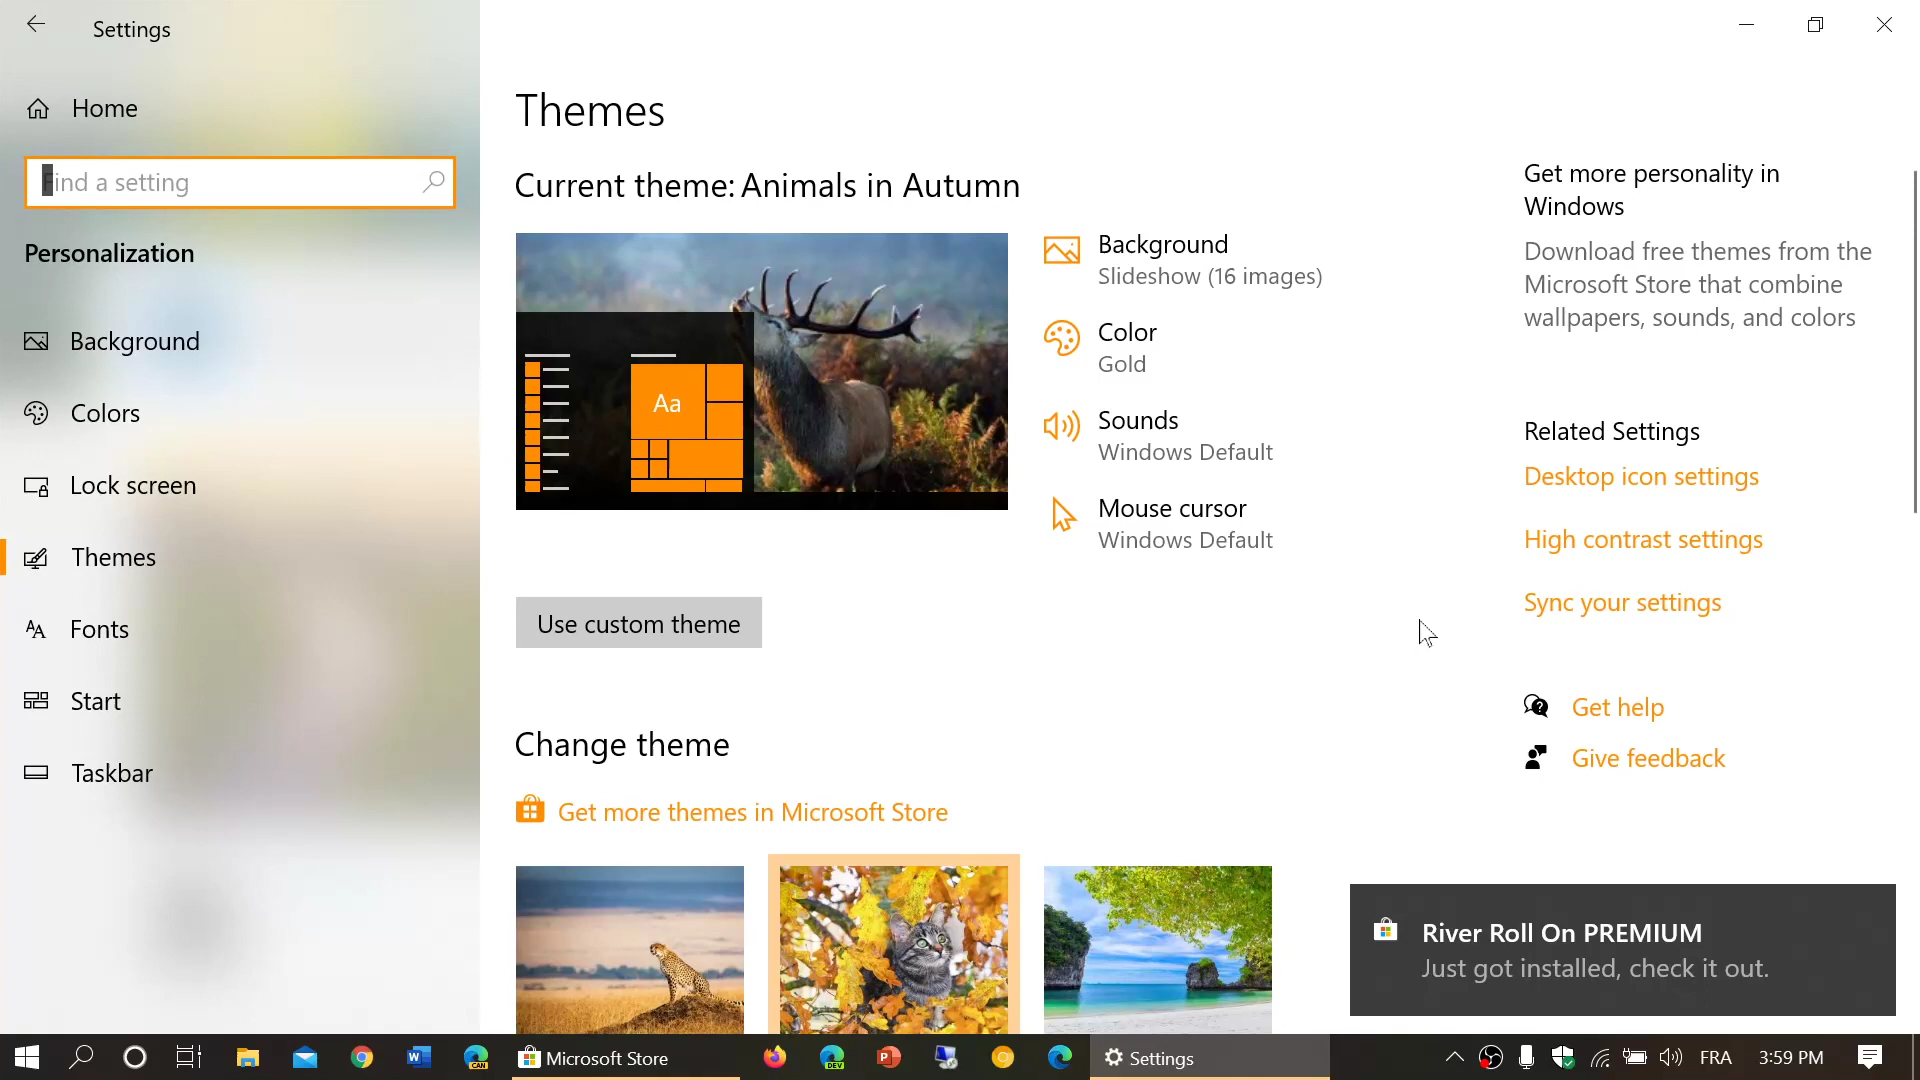 Settings
Home
Find a setting
Personalization
Background
Colors
Lock screen
Themes
Fonts
Start
Taskbar
Themes
Current theme: Animals in Autumn
Aa
Background
Slideshow (16 images)
Color
Gold
Sounds
Windows Default
Mouse cursor
Windows Default
Use custom theme
Change theme
Get more themes in Microsoft Store
Get more personality in
Windows
Download free themes from the
Microsoft Store that combine
wallpapers, sounds, and colors
Related Settings
Desktop icon settings
High contrast settings
Sync your settings
Get help
Give feedback
River Roll On PREMIUM
Just got installed, check it out.
CAN
Microsoft Store
DEV
Settings
FRA
3:59 PM